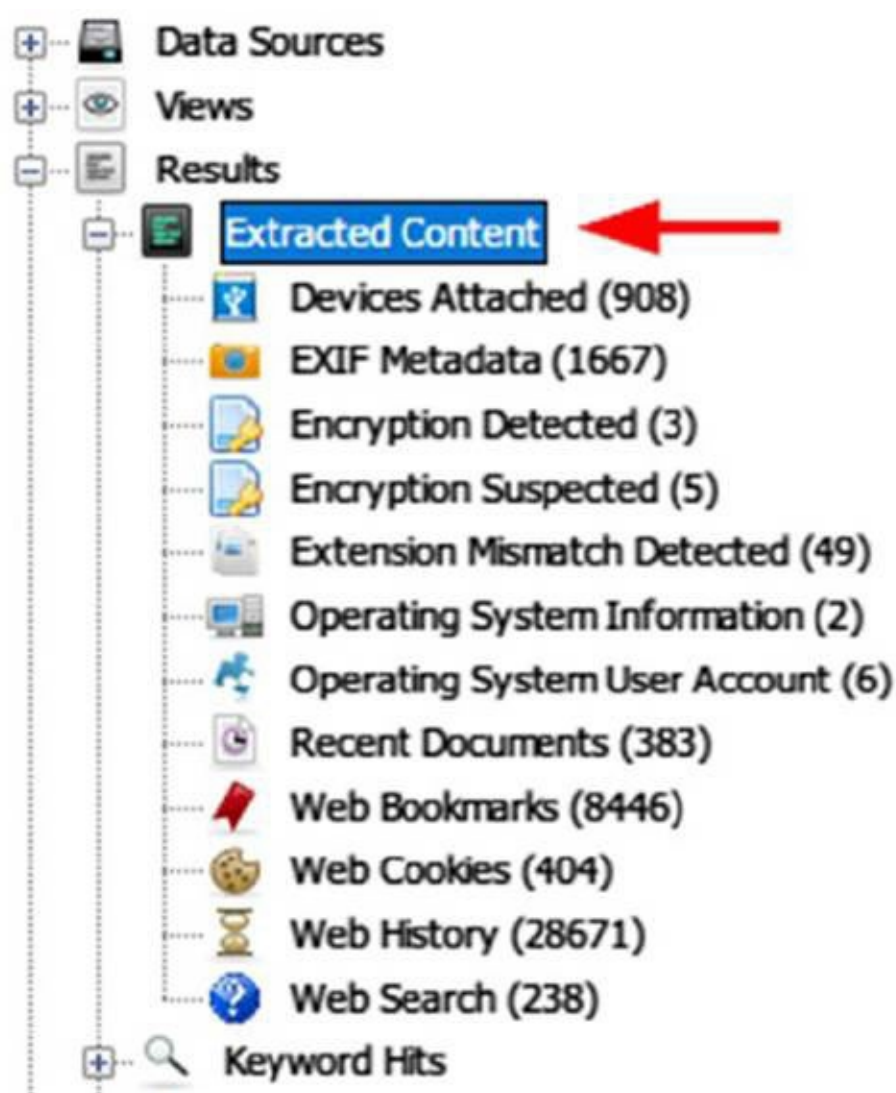 Data Sources
Views
Results
Extracted Content
Devices Attached (908)
EXIF Metadata (1667)
Encryption Detected (3)
Encryption Suspected (5)
Extension Mismatch Detected (49)
Operating System Information (2)
Operating System User Account (6)
Recent Documents (383)
Web Bookmarks (8446)
Web Cookies (404)
Web History (28671)
Web Search (238)
Keyword Hits